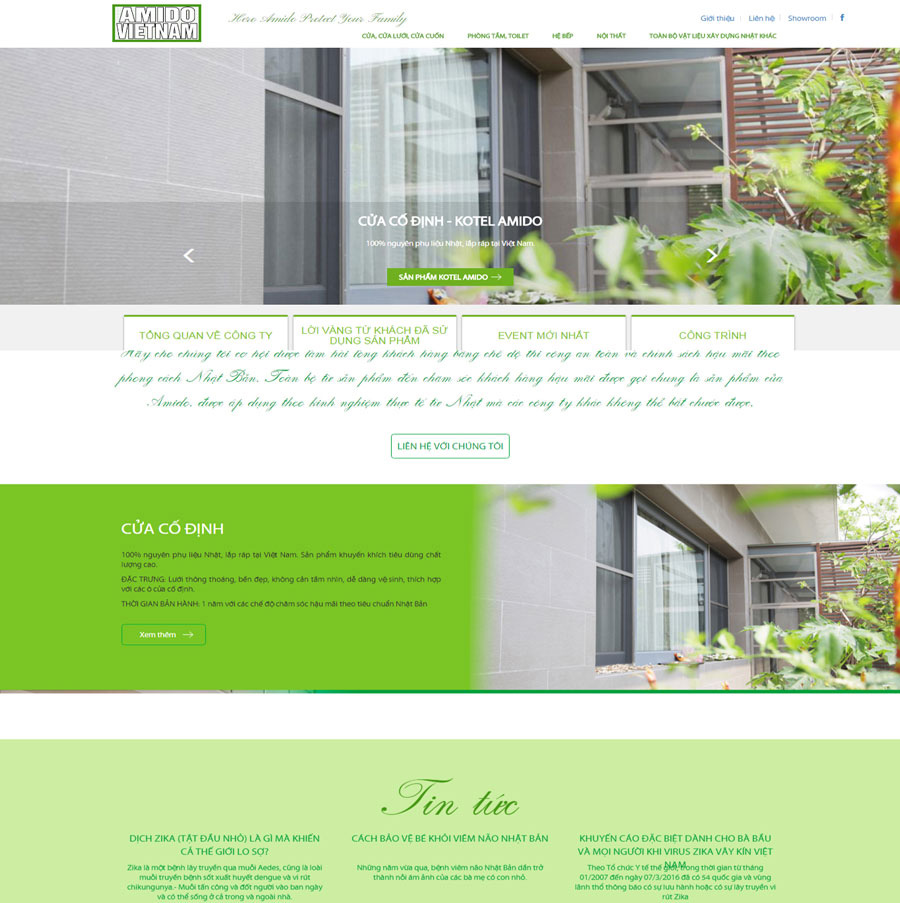 AMIDO
VIETNAM
Hero Amido Protect Your Family
Giới thiệu
Liên hệ
Showroom
f
CỬA, CỬA LƯỚI, CỬA CUỐN
PHÒNG TẮM, TOILET
HỆ BẾP
NỘI THẤT
TOÀN BỘ VẬT LIỆU XÂY DỰNG NHẬT KHÁC
CỬA CỐ ĐỊNH - KOTEL AMIDO
100% nguyên phụ liệu Nhật, lắp ráp tại Việt Nam.
SẢN PHẨM KOTEL AMIDO
TỔNG QUAN VỀ CÔNG TY
LỜI VÀNG TỪ KHÁCH ĐÃ SỬ
DỤNG SẢN PHẨM
EVENT MỚI NHẤT
CÔNG TRÌNH
Hãy cho chúng tôi cơ hội được làm hài lòng khách hàng bằng chế độ thi công an toàn và chính sách hậu mãi theo
phong cách Nhật Bản. Toàn bộ từ sản phẩm đến chăm sóc khách hàng hậu mãi được gọi chung là sản phẩm của
Amido, được áp dụng theo kinh nghiệm thực tế từ Nhật mà các công ty khác không thể bắt chước được.
LIÊN HỆ VỚI CHÚNG TÔI
CỬA CỐ ĐỊNH
100% nguyên phụ liệu Nhật, lắp ráp tại Việt Nam. Sản phẩm khuyến khích tiêu dùng chất
lượng cao.
ĐẶC TRƯNG: Lưới thông thoáng, bền đẹp, không cản tầm nhìn, dễ dàng vệ sinh, thích hợp
với các ô cửa cố định.
THỜI GIAN BẢN HÀNH: 1 năm với các chế độ chăm sóc hậu mãi theo tiêu chuẩn Nhật Bản
Xem thêm
Tin tức
DỊCH ZIKA (TẬT ĐẦU NHỎ) LÀ GÌ MÀ KHIẾN
CẢ THẾ GIỚI LO SỢ?
Zika là một bệnh lây truyền qua muỗi Aedes, cũng là loài
muỗi truyền bệnh sốt xuất huyết dengue và vi rút
chikungunya.- Muỗi tấn công và đốt người vào ban ngày
và có thể sống ở cả trong và ngoài nhà.
CÁCH BẢO VỆ BÉ KHỎI VIÊM NÃO NHẬT BẢN
Những năm vừa qua, bệnh viêm não Nhật Bản dần trở
thành nỗi ám ảnh của các bà mẹ có con nhỏ.
KHUYẾN CÁO ĐẶC BIỆT DÀNH CHO BÀ BẦU
VÀ MỌI NGƯỜI KHI VIRUS ZIKA VÂY KÍN VIỆT
NAM
Theo Tổ chức Y tế thế giới, trong thời gian từ tháng
01/2007 đến ngày 07/3/2016 đã có 54 quốc gia và vùng
lãnh thổ thông báo có sự lưu hành hoặc có sự lây truyền vi
rút Zika